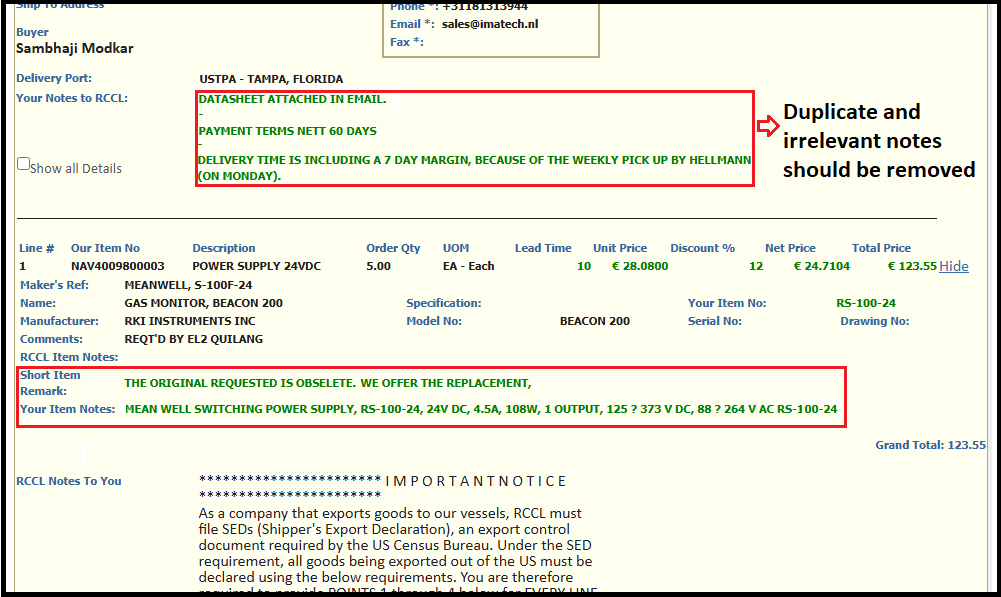 Ship To Address
Phone *: +31181313944
Buyer
Email *: sales@imatech.nl
Sambhaji Modkar
Fax *:
Delivery Port: USTPA - TAMPA, FLORIDA
Your Notes to RCCL: DATASHEET ATTACHED IN EMAIL.
-
PAYMENT TERMS NETT 60 DAYS
-
DELIVERY TIME IS INCLUDING A 7 DAY MARGIN, BECAUSE OF THE WEEKLY PICK UP BY HELLMANN
(ON MONDAY).
Show all Details
Duplicate and
irrelevant notes
should be removed
Line # Our Item No Description Order Qty UOM Lead Time Unit Price Discount % Net Price Total Price
1 NAV4009800003 POWER SUPPLY 24VDC 5.00 EA - Each 10 € 28.0800 12 € 24.7104 € 123.55 Hide
Maker's Ref: MEANWELL, S-100F-24
Name: GAS MONITOR, BEACON 200 Specification: Your Item No: RS-100-24
Manufacturer: RKI INSTRUMENTS INC Model No: BEACON 200 Serial No: Drawing No:
Comments: REQT'D BY EL2 QUILANG
RCCL Item Notes:
Short Item
Remark: THE ORIGINAL REQUESTED IS OBSELETE. WE OFFER THE REPLACEMENT,
Your Item Notes: MEAN WELL SWITCHING POWER SUPPLY, RS-100-24, 24V DC, 4.5A, 108W, 1 OUTPUT, 125 ? 373 V DC, 88 ? 264 V AC RS-100-24
Grand Total: 123.55
RCCL Notes To You
*********************** I M P O R T A N T N O T I C E
***********************
As a company that exports goods to our vessels, RCCL must
file SEDs (Shipper's Export Declaration), an export control
document required by the US Census Bureau. Under the SED
requirement, all goods being exported out of the US must be
declared using the below requirements. You are therefore
required to provide POINTS 1 through 4 below for EVERY LINE